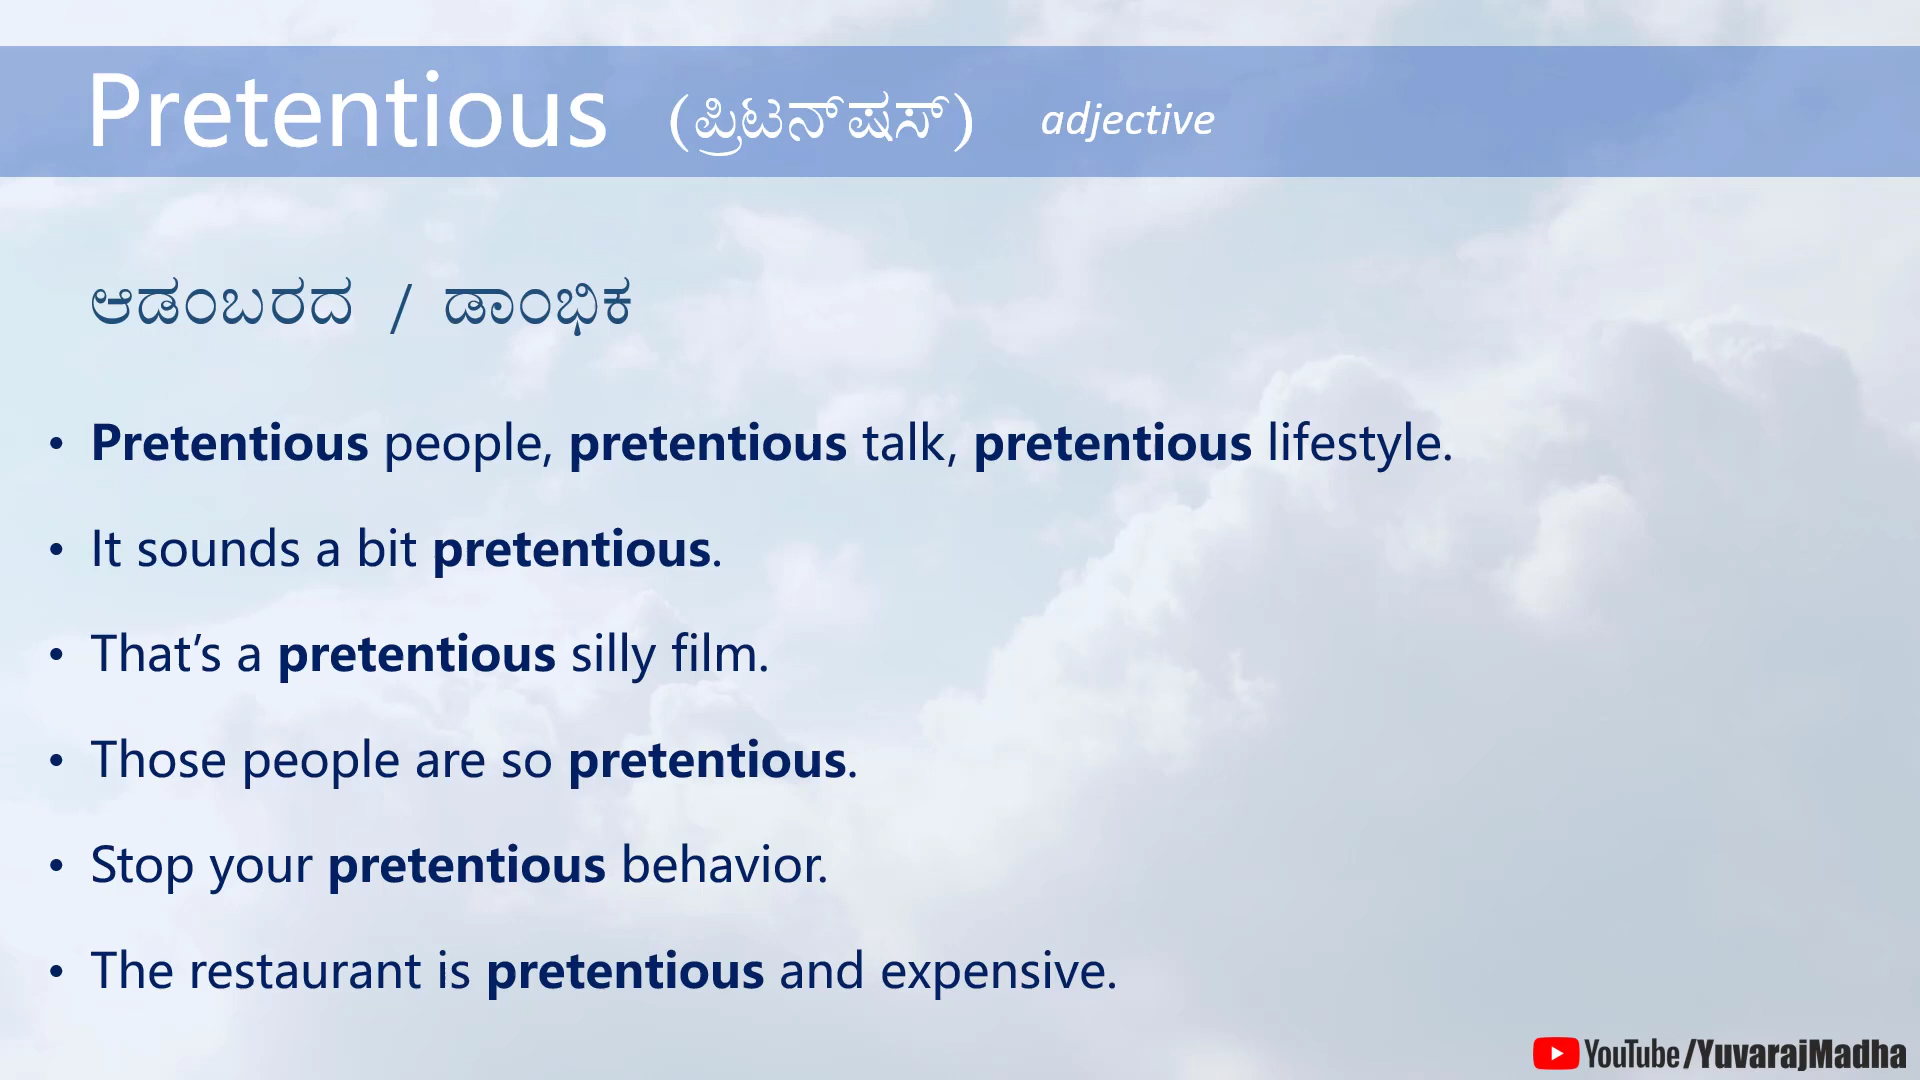 Pretentious (ಪ್ರಿಟನ್‌ಷಸ್) adjective
ಆಡಂಬರದ / ಡಾಂಭಿಕ
• Pretentious people, pretentious talk, pretentious lifestyle.
• It sounds a bit pretentious.
• That’s a pretentious silly film.
• Those people are so pretentious.
• Stop your pretentious behavior.
• The restaurant is pretentious and expensive.
YouTube/YuvarajMadha